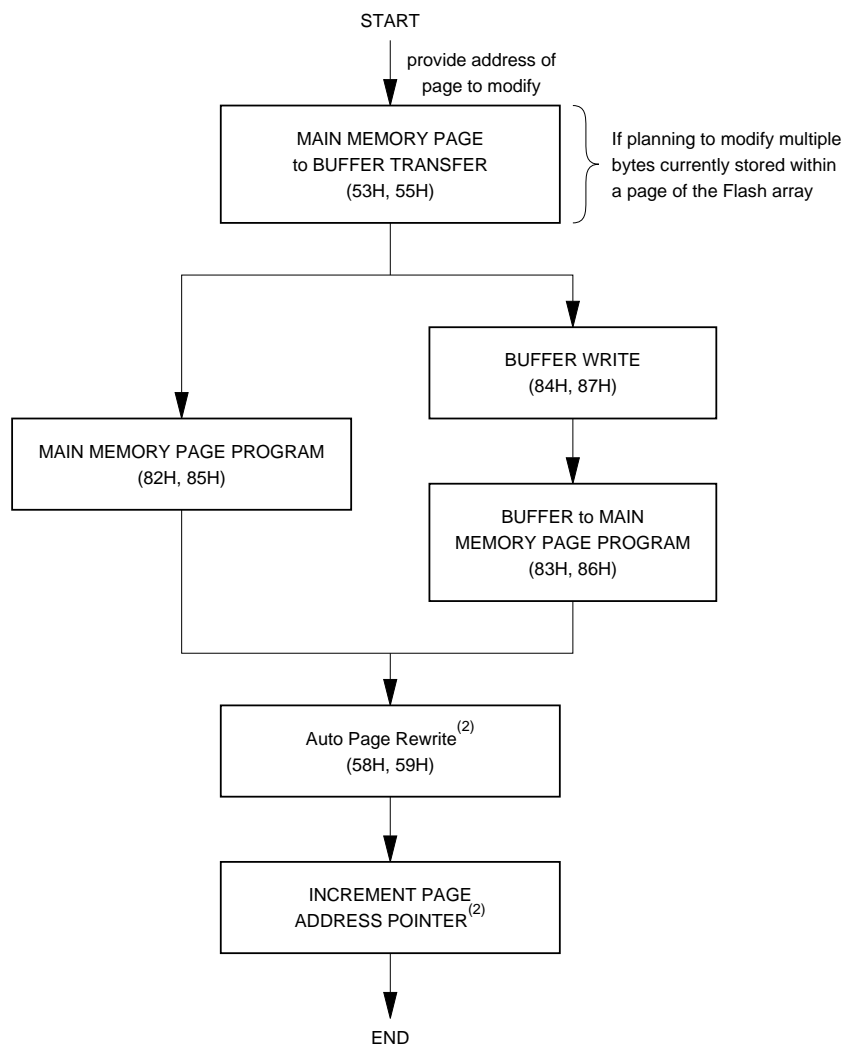 START
provide address of
page to modify
MAIN MEMORY PAGE
to BUFFER TRANSFER
(53H, 55H)
If planning to modify multiple
bytes currently stored within
a page of the Flash array
BUFFER WRITE
(84H, 87H)
MAIN MEMORY PAGE PROGRAM
(82H, 85H)
BUFFER to MAIN
MEMORY PAGE PROGRAM
(83H, 86H)
Auto Page Rewrite(2)
(58H, 59H)
INCREMENT PAGE
ADDRESS POINTER(2)
END